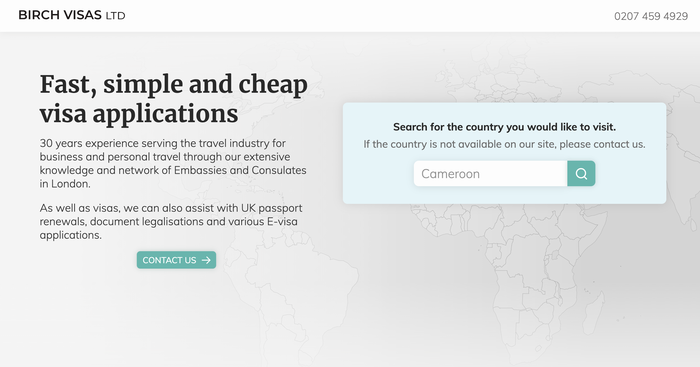 BIRCH VISAS LTD
0207 459 4929
Fast, simple and cheap
visa applications
30 years experience serving the travel industry for
business and personal travel through our extensive
knowledge and network of Embassies and Consulates
in London.
As well as visas, we can also assist with UK passport
renewals, document legalisations and various E-visa
applications.
CONTACT US
Search for the country you would like to visit.
If the country is not available on our site, please contact us.
Cameroon